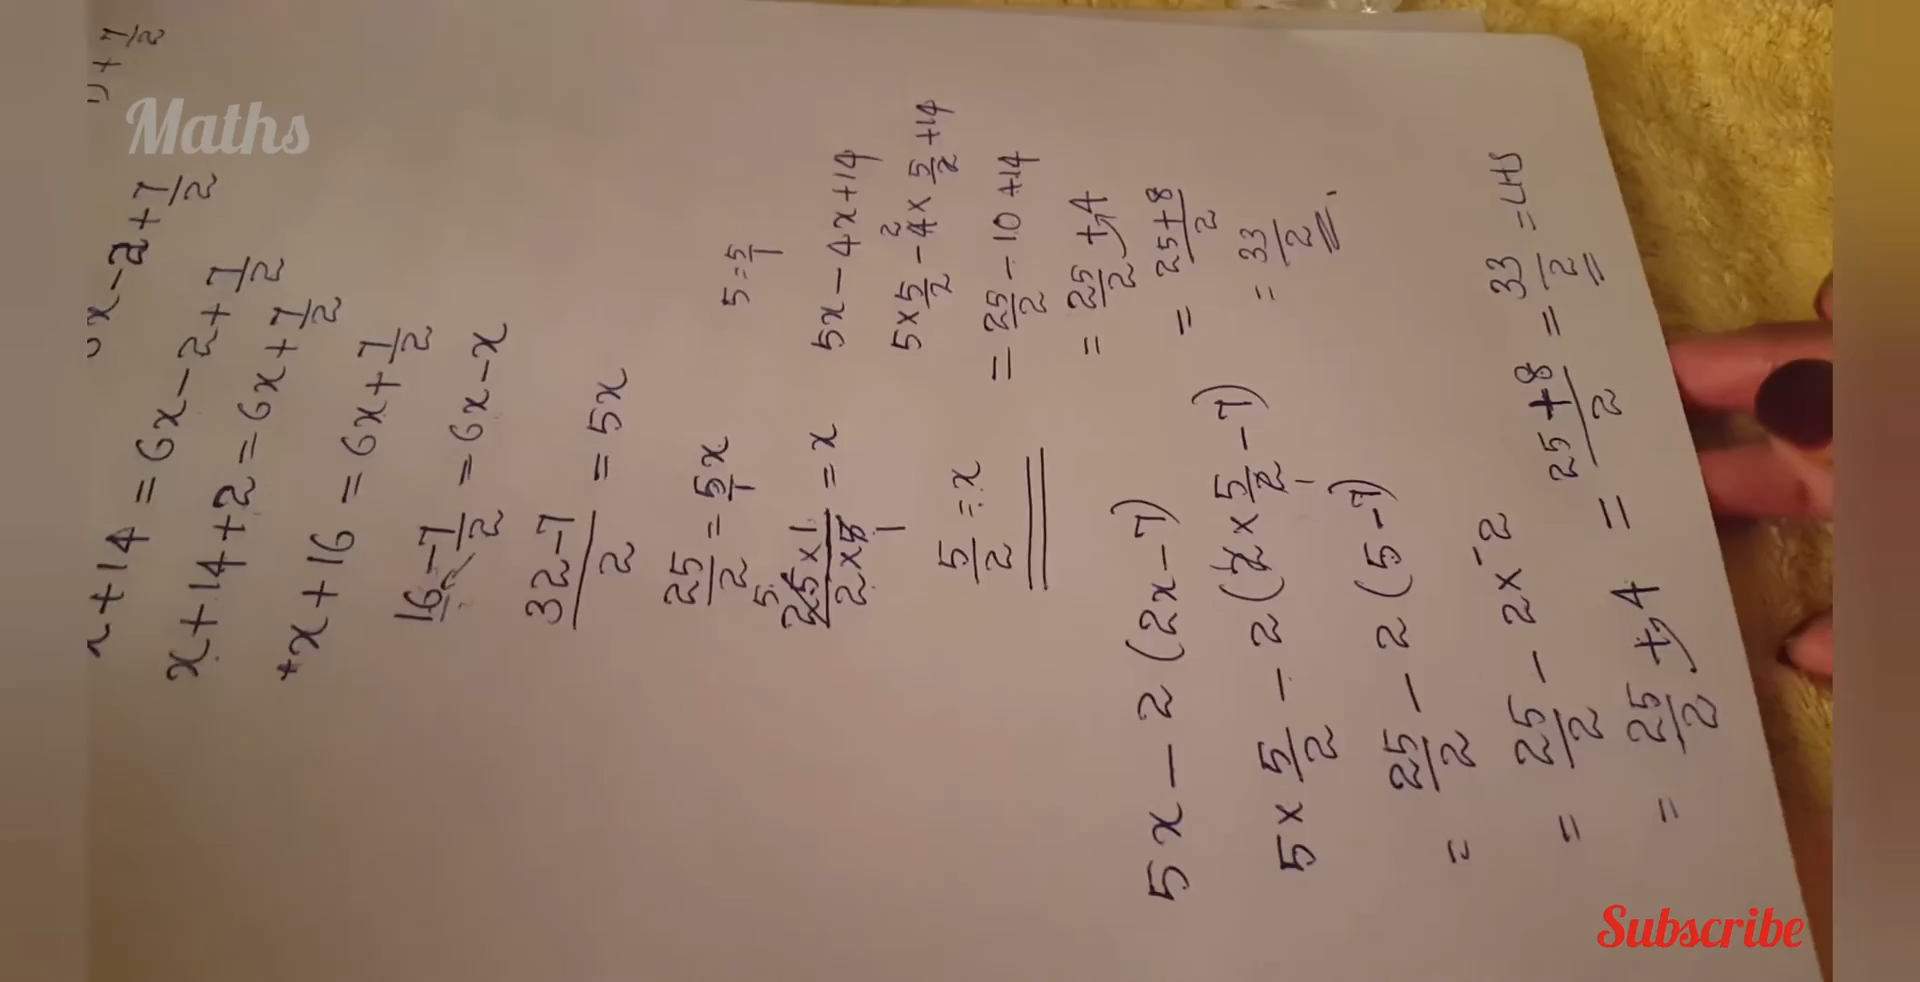 Maths
) + 7/2
x - 2 + 7/2
x + 14 = 6x - 2 + 7/2
x + 14 + 2 = 6x + 7/2
+x + 16 = 6x + 7/2
16 - 7/2 = 6x - x
32 - 7/2 = 5x
25/2 = 5/1 x
25 × 1/2 × 5 = x
5/2 = x
5 = 5/1
5x - 4x + 14
5 × 5/2 - 4 × 5/2 + 14
= 25/2 - 10 + 14
= 25/2 + 4
= 25 + 8/2
= 33/2
5x - 2 (2x - 7)
5 × 5/2 - 2 (2 × 5/2 - 7)
= 25/2 - 2 (5 - 7)
= 25/2 - 2 × -2
= 25/2 + 4 = 25 + 8/2 = 33/2 = LHS
Subscribe